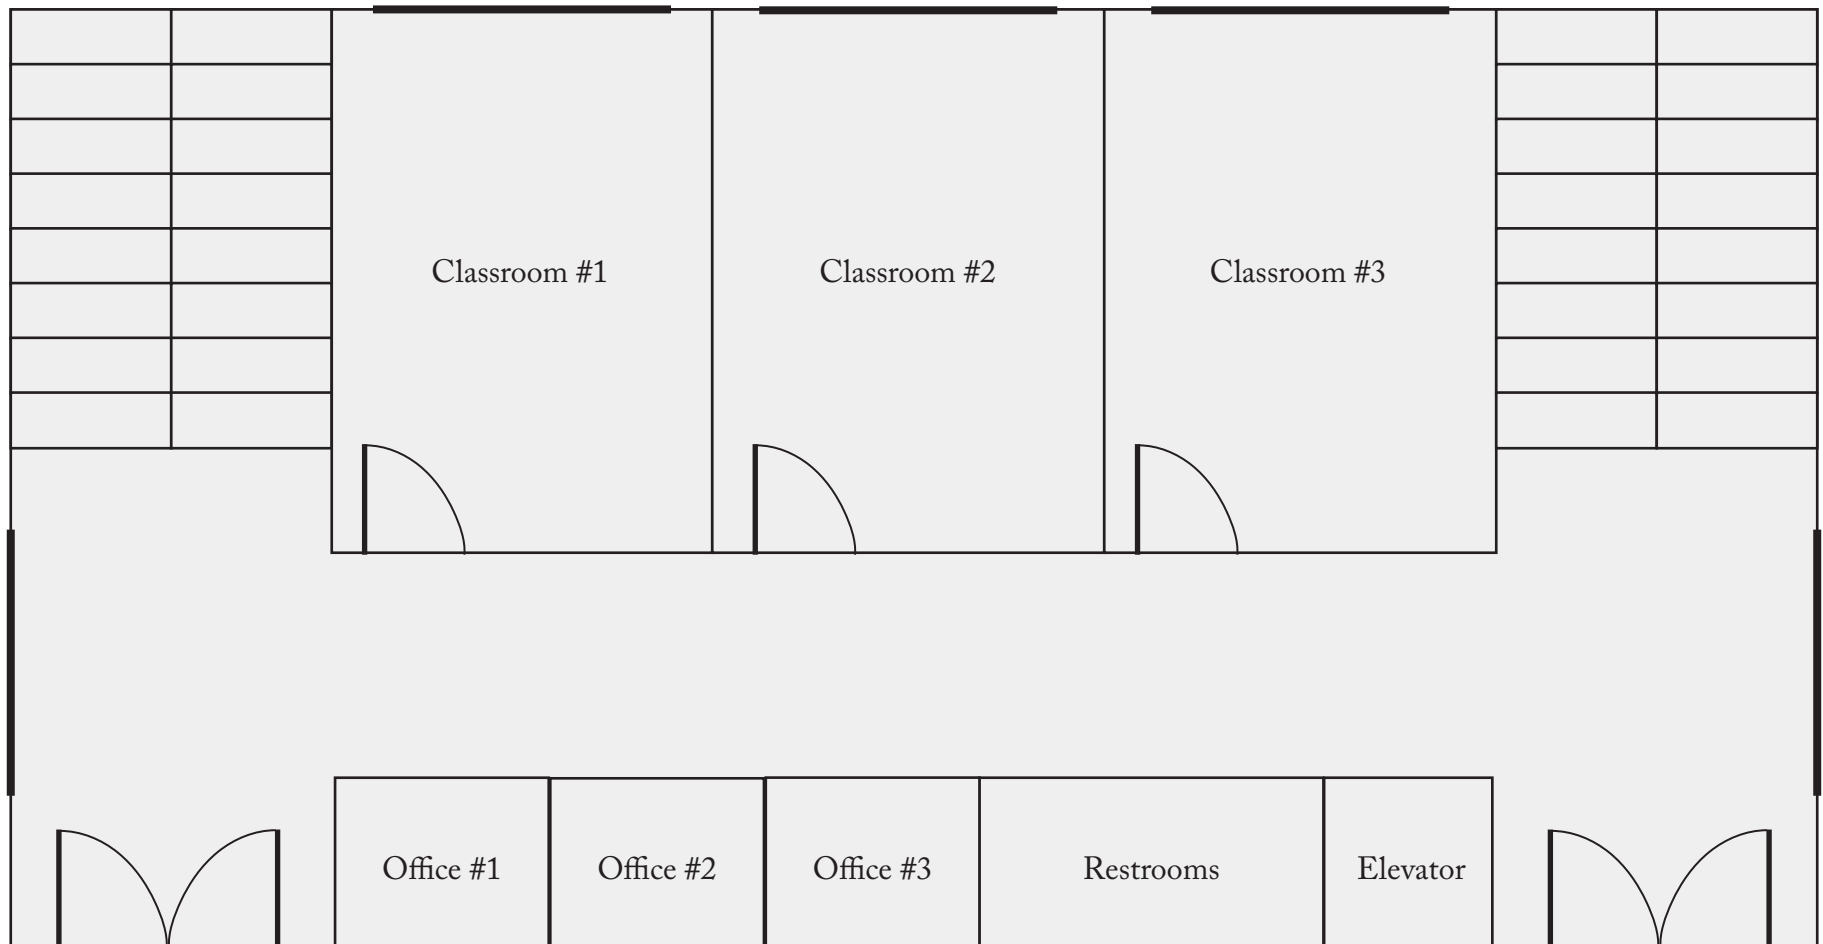 Classroom #1
Classroom #2
Classroom #3
Office #1
Office #2
Office #3
Restrooms
Elevator